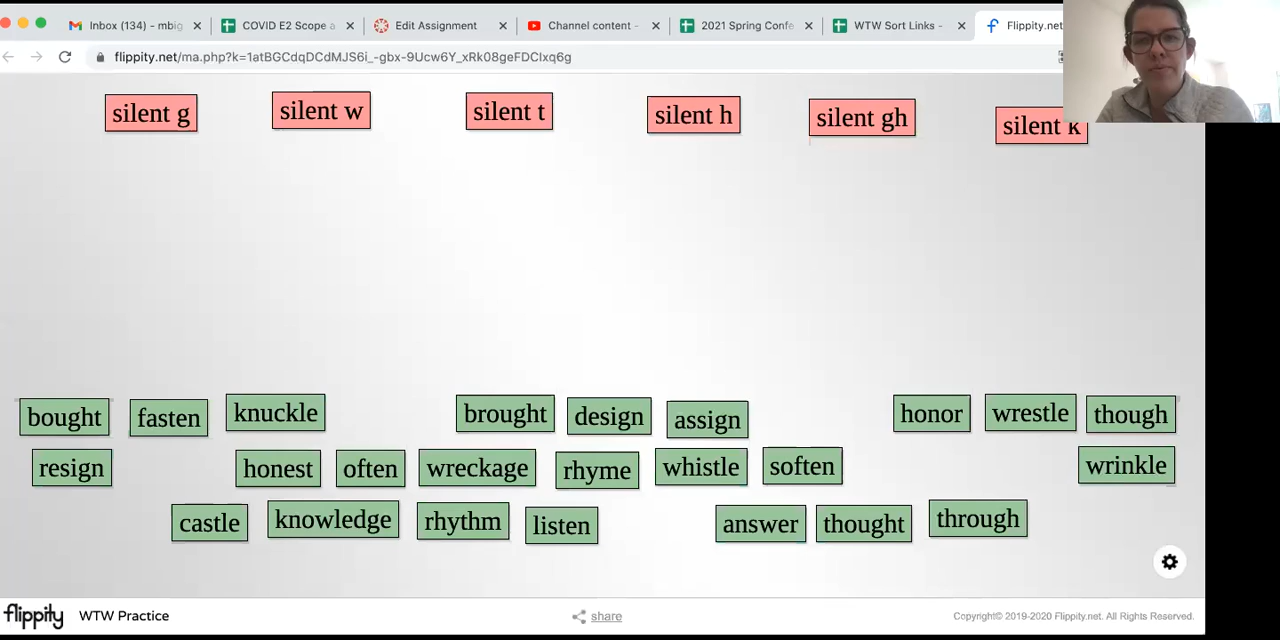 Inbox (134) – mbig
COVID E2 Scope a
Edit Assignment
Channel content -
2021 Spring Confe
WTW Sort Links -
Flippity.net
flippity.net/ma.php?k=1atBGCdqDCdMJS6i_-gbx-9Ucw6Y_xRk08geFDClxq6g
silent g silent w silent t silent h silent gh silent k
bought fasten knuckle brought design assign honor wrestle though
resign honest often wreckage rhyme whistle soften wrinkle
castle knowledge rhythm listen answer thought through
flippity WTW Practice share Copyright© 2019-2020 Flippity.net. All Rights Reserved.